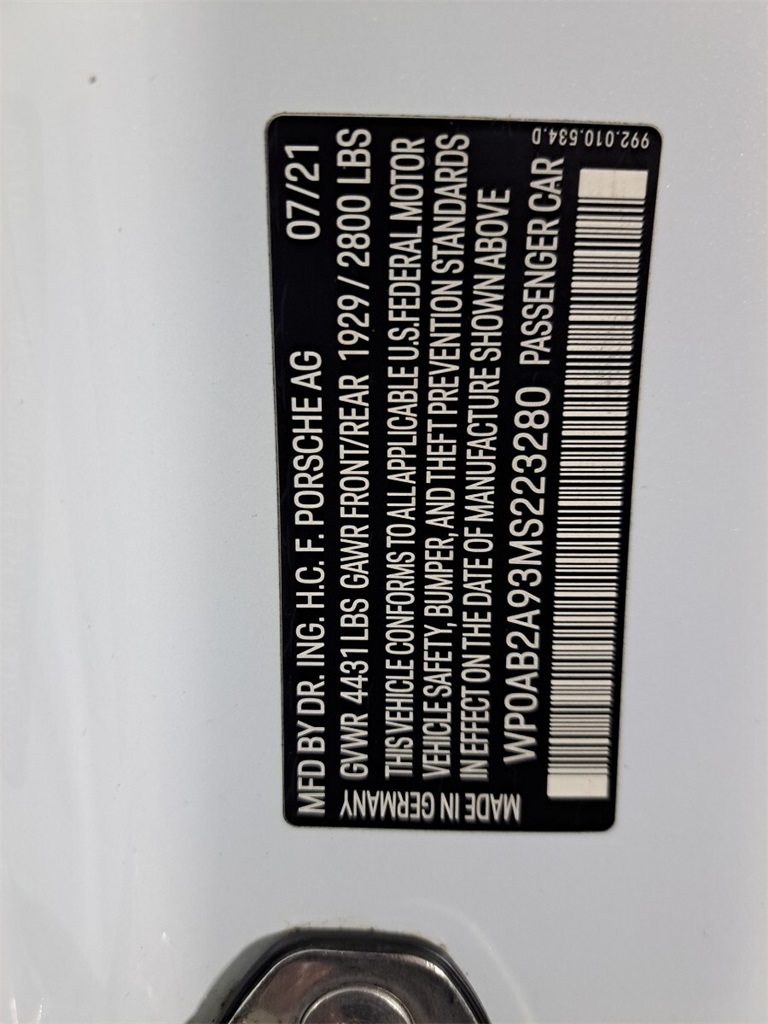 MFD BY DR. ING. H.C. F. PORSCHE AG 07/21
GVWR 4431 LBS GAWR FRONT/REAR 1929 / 2800 LBS
THIS VEHICLE CONFORMS TO ALL APPLICABLE U.S. FEDERAL MOTOR
VEHICLE SAFETY, BUMPER, AND THEFT PREVENTION STANDARDS
IN EFFECT ON THE DATE OF MANUFACTURE SHOWN ABOVE
WP0AB2A93MS223280 PASSENGER CAR
MADE IN GERMANY
992.010.534.D